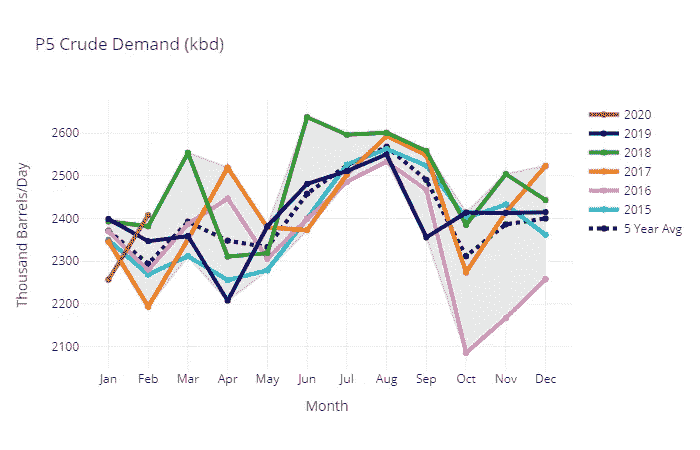 P5 Crude Demand (kbd)
2020
2019
2018
2017
2016
2015
5 Year Avg
Thousand Barrels/Day
2600
2500
2400
2300
2200
2100
Jan Feb Mar Apr May Jun Jul Aug Sep Oct Nov Dec
Month